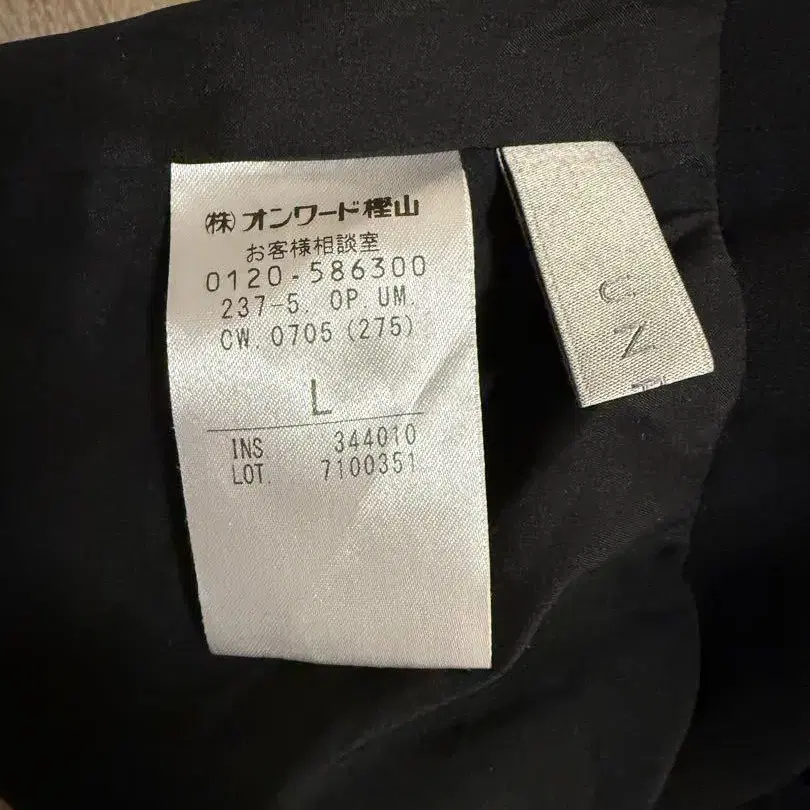 ㈱オンワード樫山
お客様相談室
0120-586300
237-5. OP. UM.
CW. 0705 (275)
L
INS. 344010
LOT. 7100351